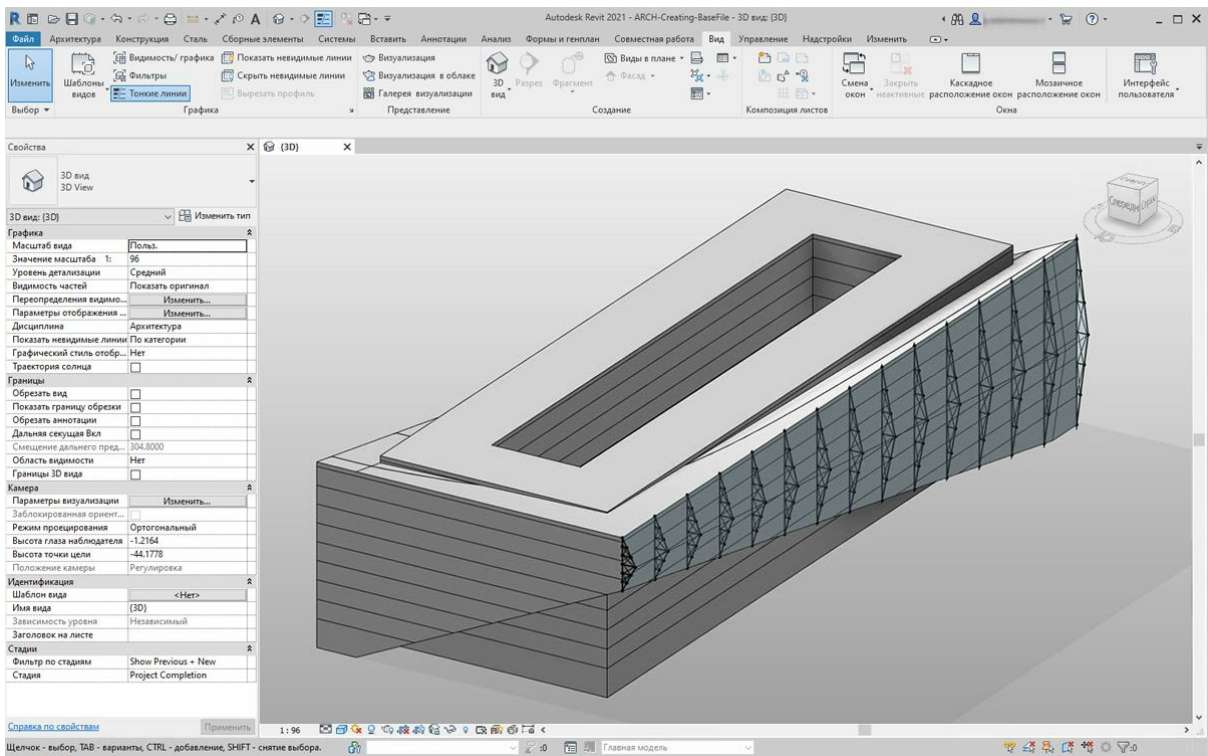 Autodesk Revit 2021 - ARCH-Creating-BaseFile - 3D вид: {3D}
Файл Архитектура Конструкция Сталь Сборные элементы Системы Вставить Аннотации Анализ Формы и генплан Совместная работа Вид Управление Надстройки Изменить
Изменить
Шаблоны видов
Видимость/ графика
Фильтры
Тонкие линии
Показать невидимые линии
Скрыть невидимые линии
Вырезать профиль
Визуализация
Визуализация в облаке
Галерея визуализации
3D вид
Разрез
Фрагмент
Виды в плане
Фасад
Смена окон
Закрыть неактивные
Каскадное расположение окон
Мозаичное расположение окон
Интерфейс пользователя
Выбор Графика Представление Создание Композиция листов Окна
Свойства
{3D}
3D вид
3D View
3D вид: {3D} Изменить тип
Графика
Масштаб вида Польз.
Значение масштаба 1: 96
Уровень детализации Средний
Видимость частей Показать оригинал
Переопределения видимо... Изменить...
Параметры отображения ... Изменить...
Дисциплина Архитектура
Показать невидимые линии По категории
Графический стиль отобр... Нет
Траектория солнца
Границы
Обрезать вид
Показать границу обрезки
Обрезать аннотации
Дальняя секущая Вкл
Смещение дальнего пред... 304.8000
Область видимости Нет
Границы 3D вида
Камера
Параметры визуализации Изменить...
Заблокированная ориент...
Режим проецирования Ортогональный
Высота глаза наблюдателя -1.2164
Высота точки цели -44.1778
Положение камеры Регулировка
Идентификация
Шаблон вида <Нет>
Имя вида {3D}
Зависимость уровня Независимый
Заголовок на листе
Стадии
Фильтр по стадиям Show Previous + New
Стадия Project Completion
Справка по свойствам Применить
Спереди
1 : 96
Щелчок - выбор, TAB - варианты, CTRL - добавление, SHIFT - снятие выбора.
:0
Главная модель
:0